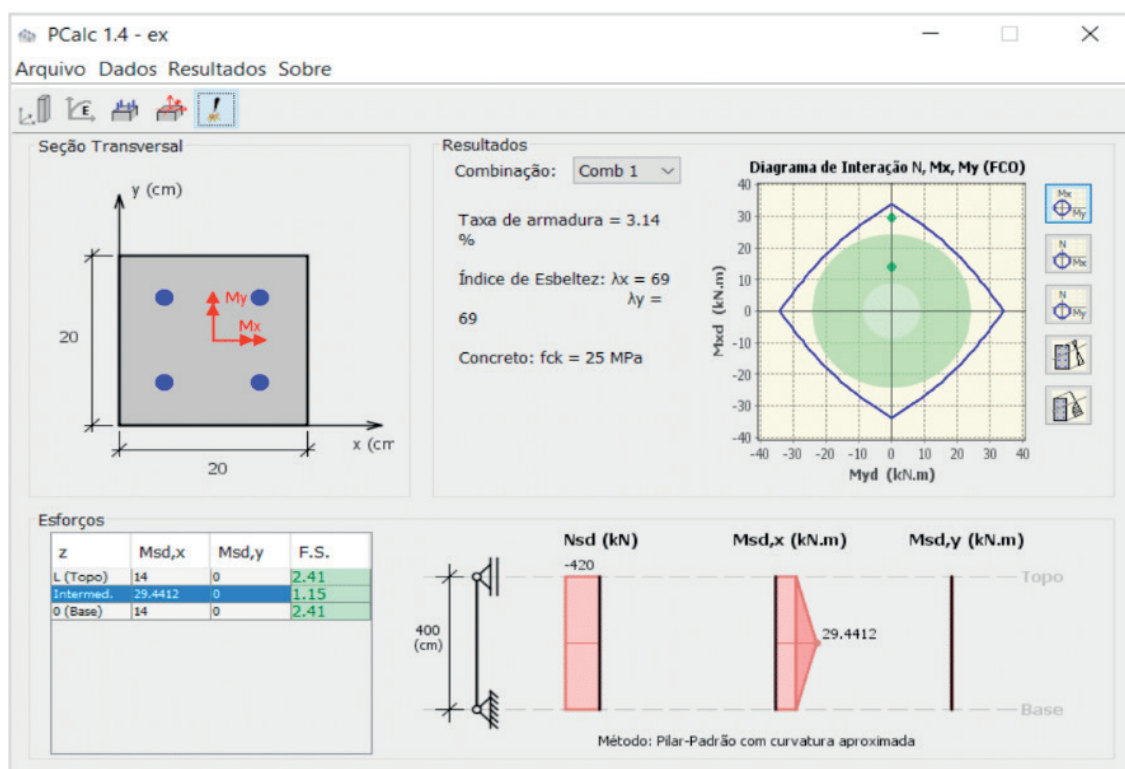 PCalc 1.4 - ex
Arquivo Dados Resultados Sobre
E
Seção Transversal
y (cm)
20
My
Mx
x (cm
20
Resultados
Combinação: Comb 1
Taxa de armadura = 3.14
%
Índice de Esbeltez: λx = 69
λy =
69
Concreto: fck = 25 MPa
Diagrama de Interação N, Mx, My (FCO)
Mxd (kN.m)
40
30
20
10
0
-10
-20
-30
-40
-40 -30 -20 -10 0 10 20 30 40
Myd (kN.m)
Mx
My
N
Mx
N
My
Esforços
z Msd,x Msd,y F.S.
L (Topo) 14 0 2.41
Intermed. 29.4412 0 1.15
0 (Base) 14 0 2.41
400
(cm)
Nsd (kN) Msd,x (kN.m) Msd,y (kN.m)
-420
Topo
29.4412
Base
Método: Pilar-Padrão com curvatura aproximada